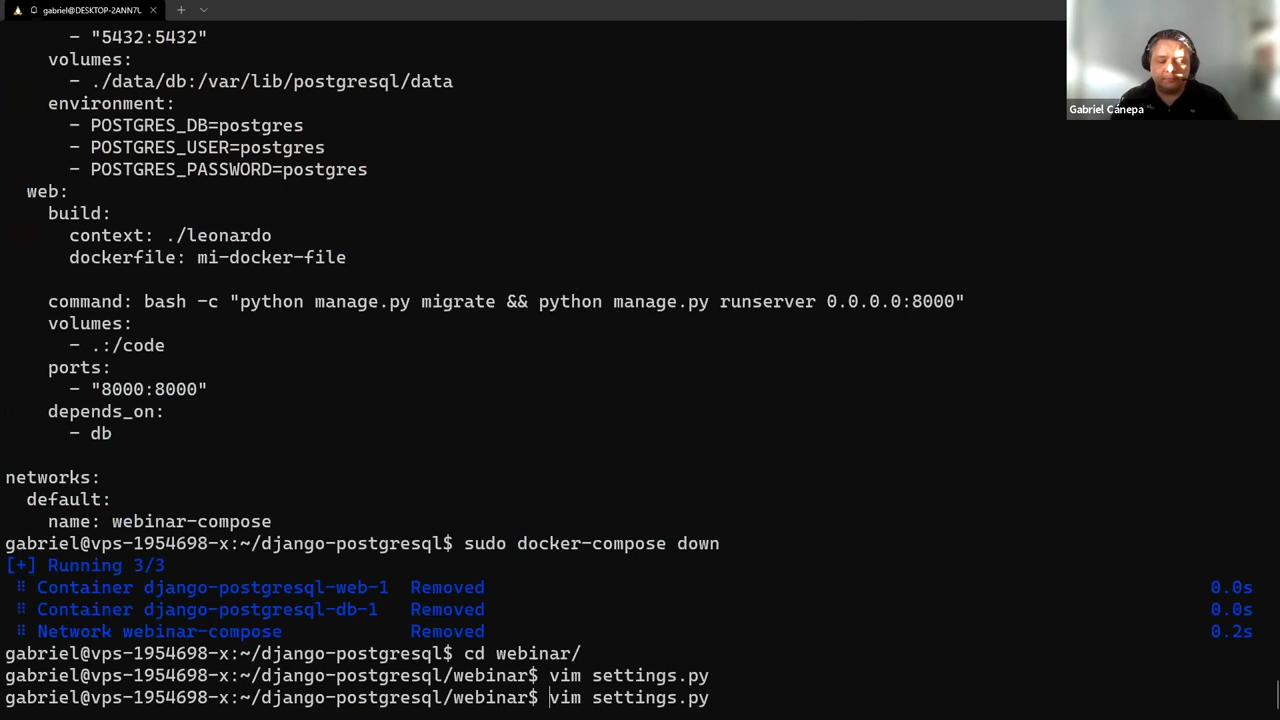 gabriel@DESKTOP-2ANN7U
- "5432:5432"
volumes:
- ./data/db:/var/lib/postgresql/data
environment:
- POSTGRES_DB=postgres
- POSTGRES_USER=postgres
- POSTGRES_PASSWORD=postgres
web:
build:
context: ./leonardo
dockerfile: mi-docker-file
command: bash -c "python manage.py migrate && python manage.py runserver 0.0.0.0:8000"
volumes:
- .:/code
ports:
- "8000:8000"
depends_on:
- db
networks:
default:
name: webinar-compose
gabriel@vps-1954698-x:~/django-postgresql$ sudo docker-compose down
[+] Running 3/3
⠿ Container django-postgresql-web-1 Removed 0.0s
⠿ Container django-postgresql-db-1 Removed 0.0s
⠿ Network webinar-compose Removed 0.2s
gabriel@vps-1954698-x:~/django-postgresql$ cd webinar/
gabriel@vps-1954698-x:~/django-postgresql/webinar$ vim settings.py
gabriel@vps-1954698-x:~/django-postgresql/webinar$ vim settings.py
Gabriel Cánepa